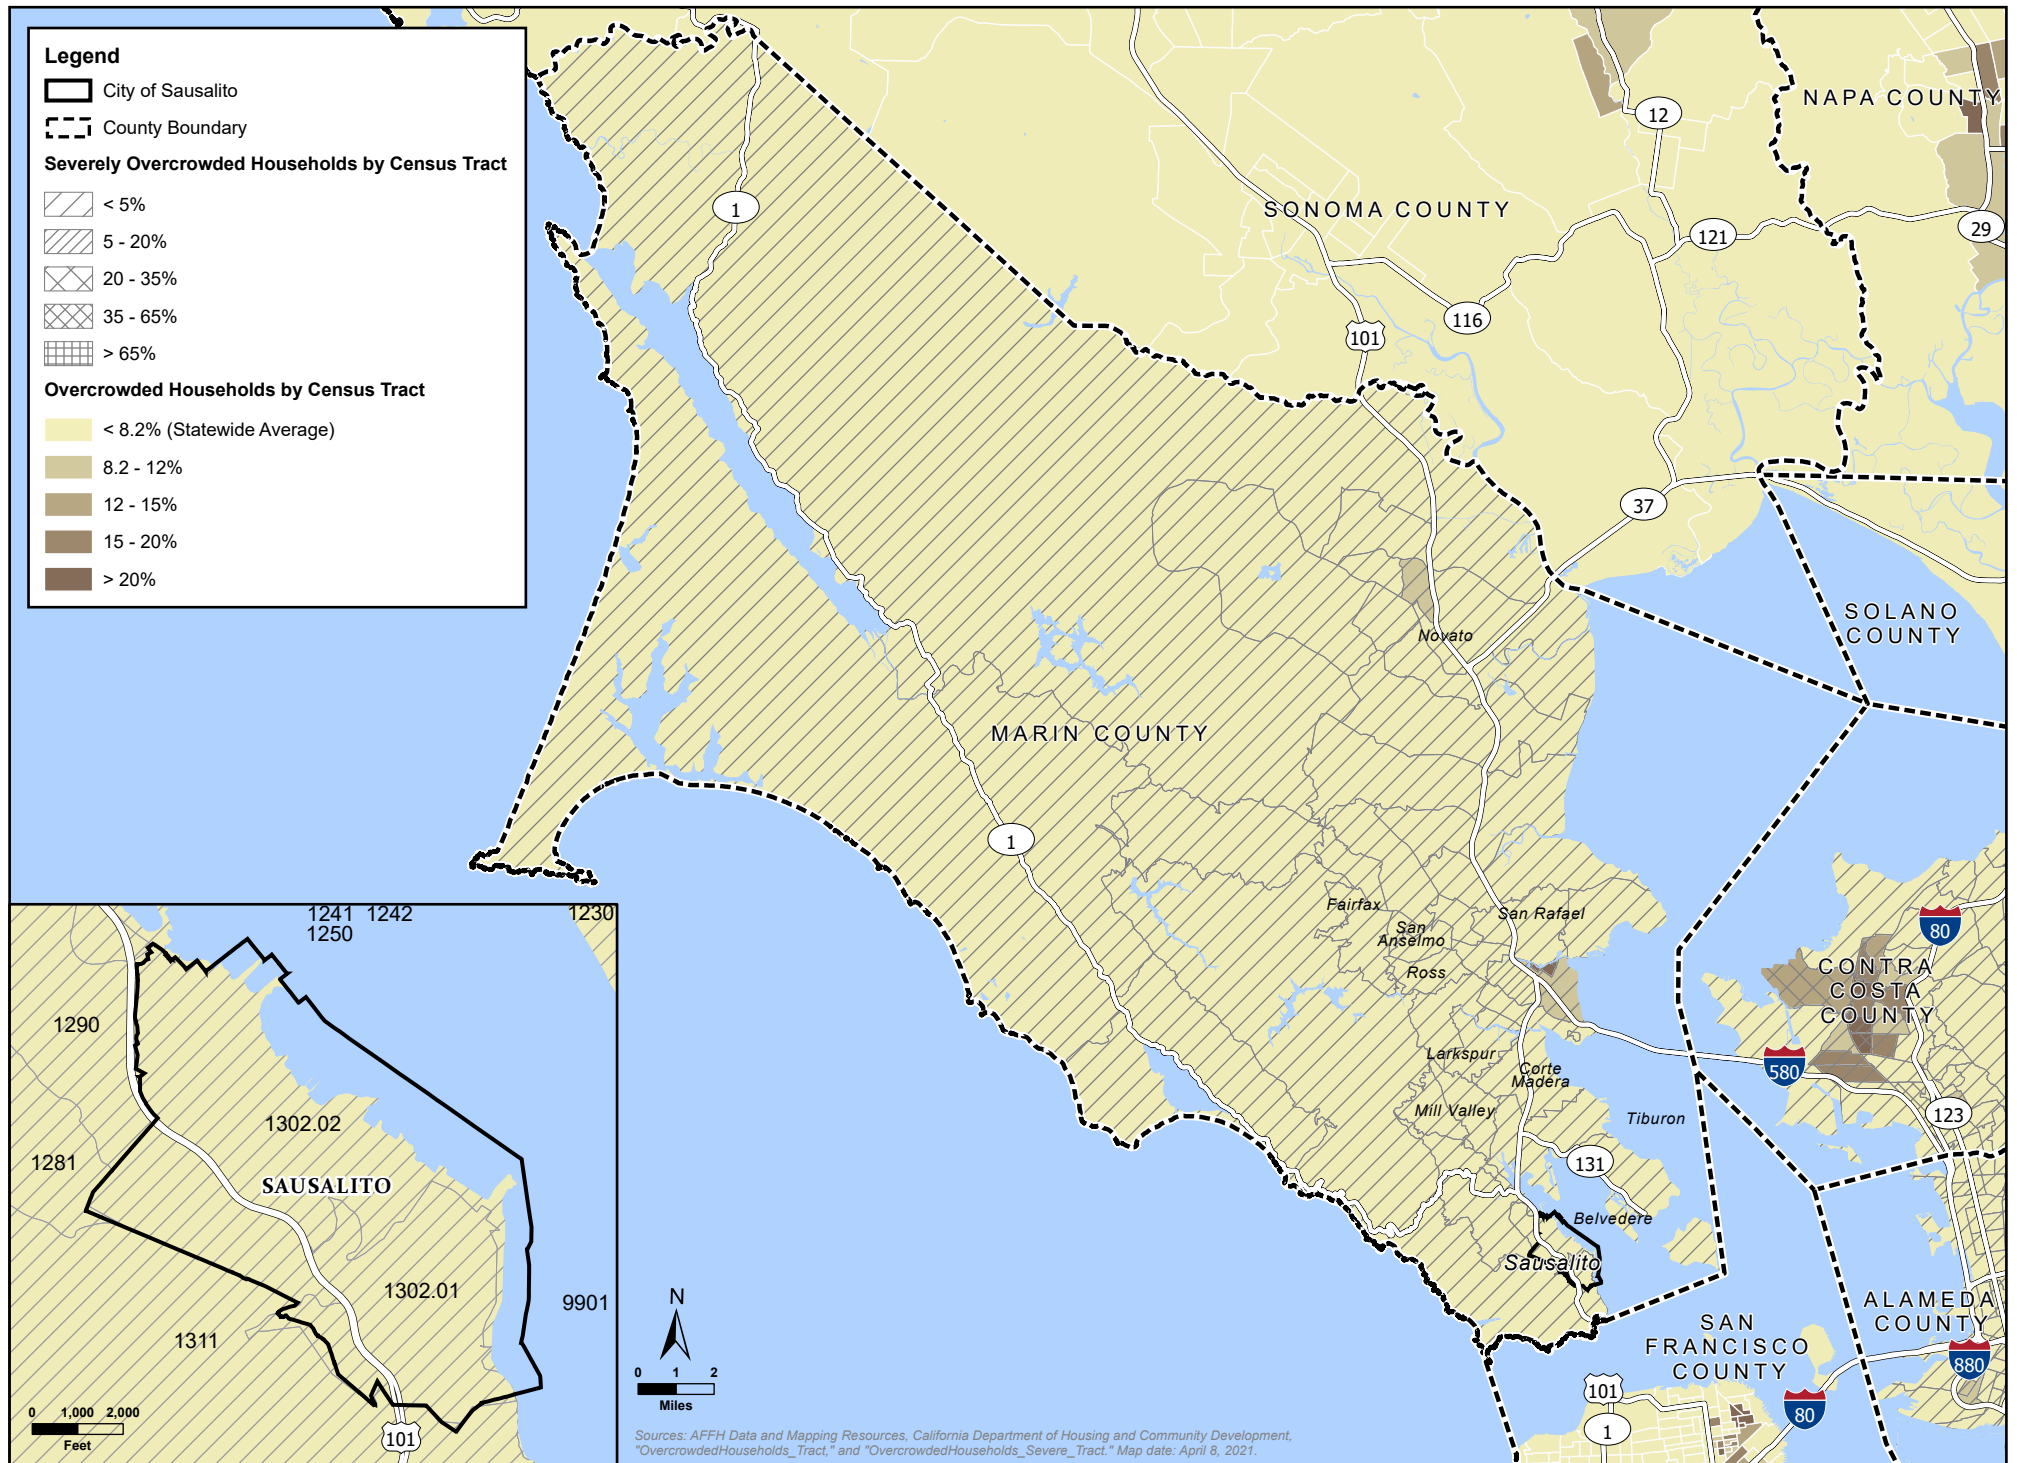 Legend
City of Sausalito
County Boundary
Severely Overcrowded Households by Census Tract
< 5%
5 - 20%
20 - 35%
35 - 65%
> 65%
Overcrowded Households by Census Tract
< 8.2% (Statewide Average)
8.2 - 12%
12 - 15%
15 - 20%
> 20%
NAPA COUNTY
12
1
SONOMA COUNTY
121
29
116
101
37
SOLANO
COUNTY
Novato
MARIN COUNTY
1
Fairfax
San Rafael
San
Anselmo
Ross
80
CONTRA
COSTA
COUNTY
Larkspur
Corte
Madera
580
Mill Valley
Tiburon
123
131
Belvedere
Sausalito
ALAMEDA
COUNTY
SAN
FRANCISCO
COUNTY
880
101
80
1
1241 1242
1250
1230
1290
1302.02
1281
SAUSALITO
1302.01
9901
1311
0 1,000 2,000
Feet
101
N
0 1 2
Miles
Sources: AFFH Data and Mapping Resources, California Department of Housing and Community Development,
"OvercrowdedHouseholds_Tract," and "OvercrowdedHouseholds_Severe_Tract." Map date: April 8, 2021.